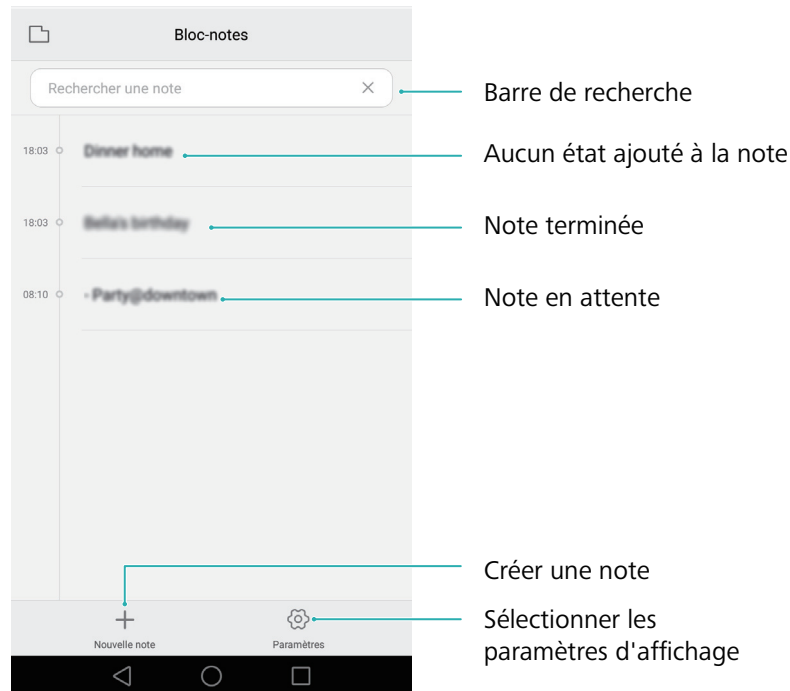 Bloc-notes
Rechercher une note
Barre de recherche
18:03 Dinner home
Aucun état ajouté à la note
18:03 Bella's birthday
Note terminée
08:10 Party@downtown
Note en attente
Créer une note
Nouvelle note
Paramètres
Sélectionner les
paramètres d'affichage